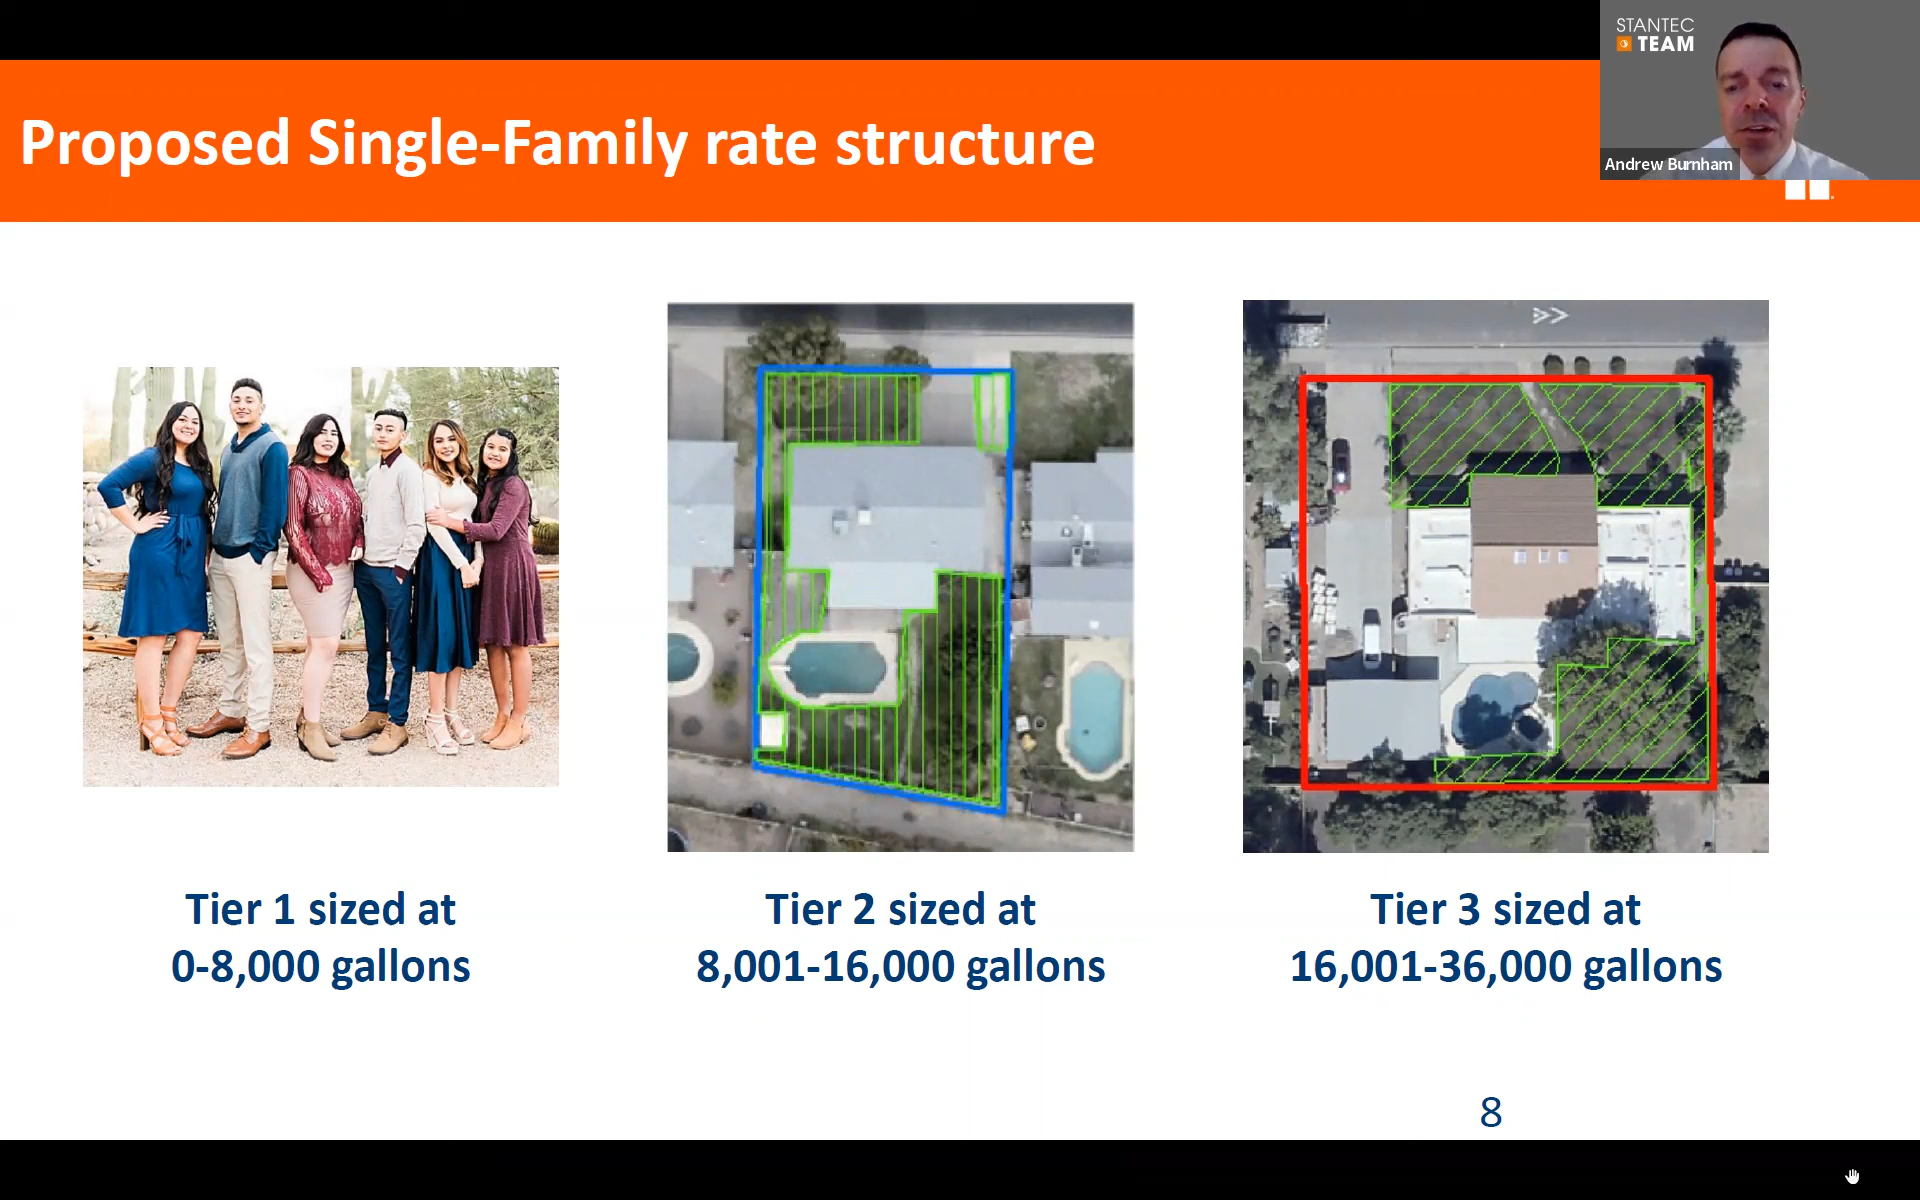 STANTEC
TEAM
Andrew Burnham
Proposed Single-Family rate structure
Tier 1 sized at
0-8,000 gallons
Tier 2 sized at
8,001-16,000 gallons
Tier 3 sized at
16,001-36,000 gallons
8